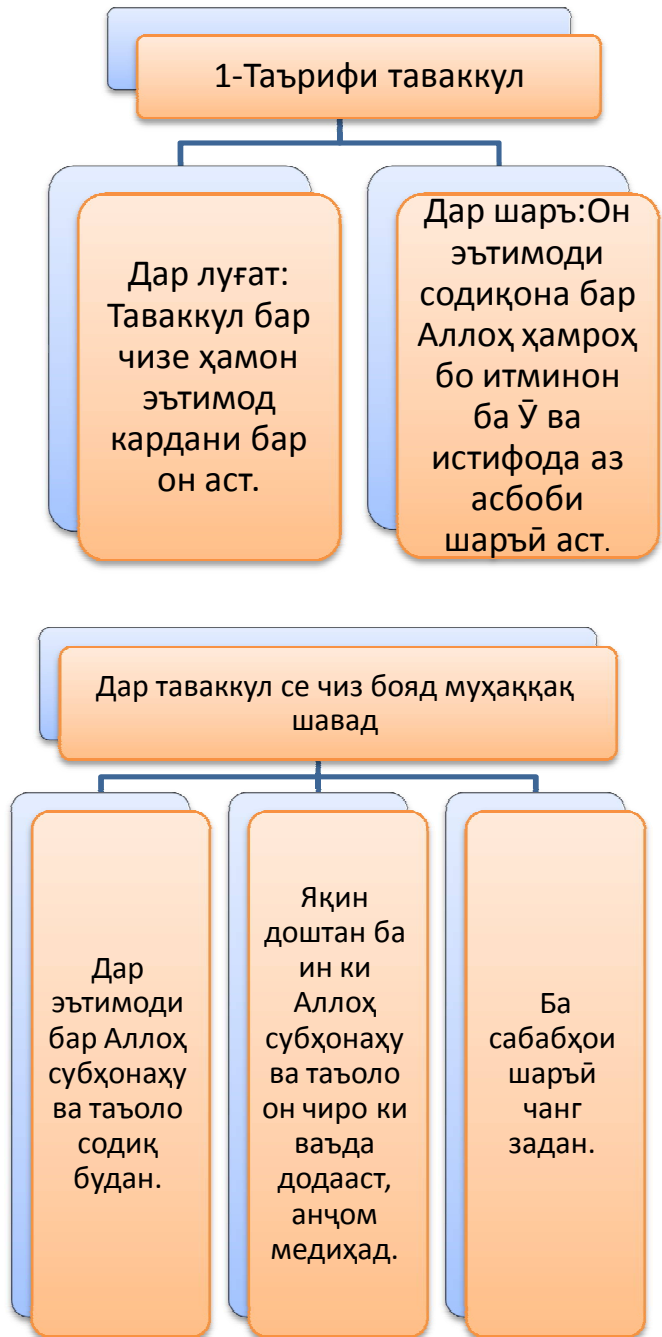 1-Таърифи таваккул
Дар луғат:
Таваккул бар
чизе ҳамон
эътимод
кардани бар
он аст.
Дар шаръ:Он
эътимоди
содиқона бар
Аллоҳ ҳамроҳ
бо итминон
ба Ӯ ва
истифода аз
асбоби
шаръӣ аст.
Дар таваккул се чиз бояд муҳаққақ
шавад
Дар
эътимоди
бар Аллоҳ
субҳонаҳу
ва таъоло
содиқ
будан.
Яқин
доштан ба
ин ки
Аллоҳ
субҳонаҳу
ва таъоло
он чиро ки
ваъда
додааст,
анҷом
медиҳад.
Ба
сабабҳои
шаръӣ
чанг
задан.